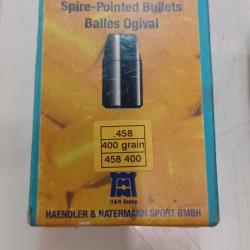 Spire-Pointed Bullets
Balles Ogival
.458
400 grain
458 400
H&N Group
HAENDLER & NATERMANN SPORT GMBH